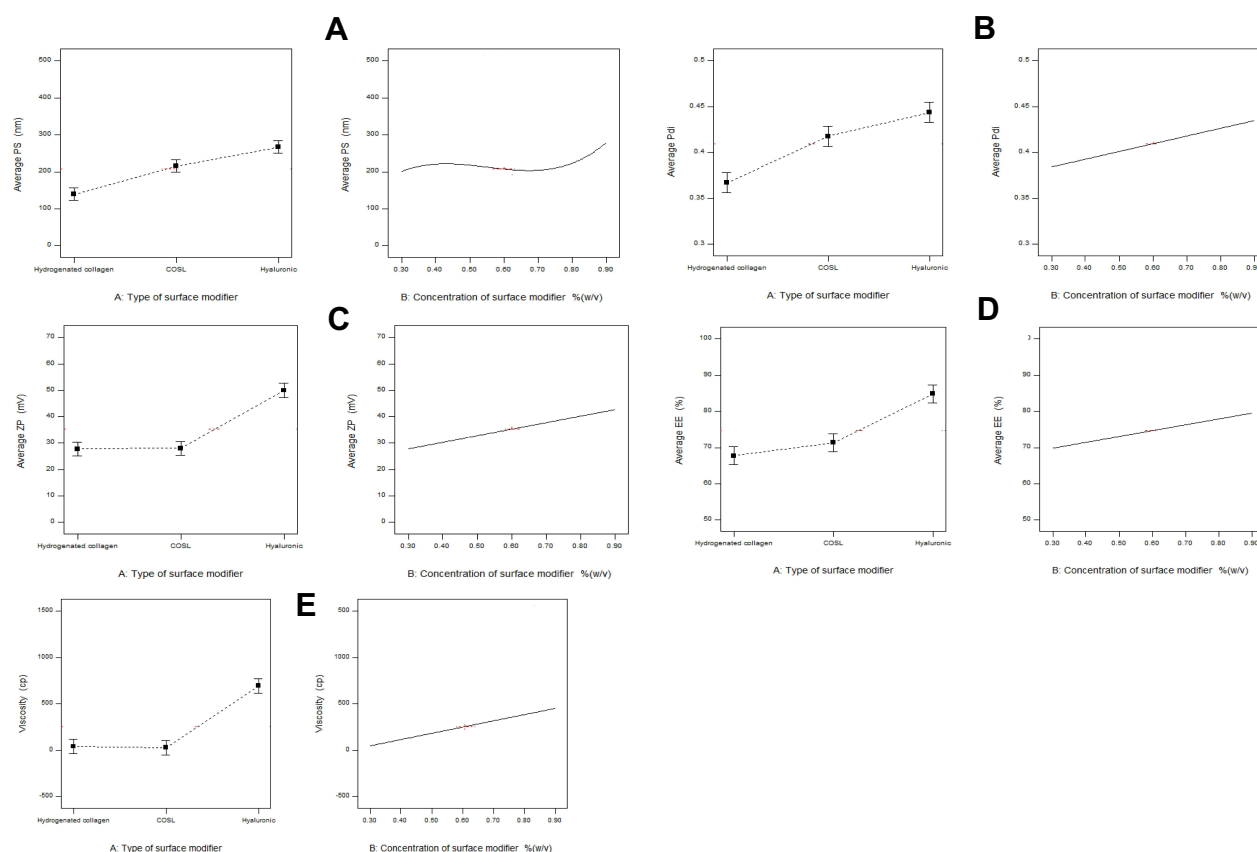 A
B
500
400
300
200
100
0
Average PS (nm)
Hydrogenated collagen
COSL
Hyaluronic
A: Type of surface modifier
500
400
300
200
100
0
Average PS (nm)
0.30 0.40 0.50 0.60 0.70 0.80 0.90
B: Concentration of surface modifier %(w/v)
0.5
0.45
0.4
0.35
0.3
Average Pdi
Hydrogenated collagen
COSL
Hyaluronic
A: Type of surface modifier
0.5
0.45
0.4
0.35
0.3
Average Pdi
0.30 0.40 0.50 0.60 0.70 0.80 0.90
B: Concentration of surface modifier %(w/v)
C
D
70
60
50
40
30
20
10
0
Average ZP (mV)
Hydrogenated collagen
COSL
Hyaluronic
A: Type of surface modifier
70
60
50
40
30
20
10
0
Average ZP (mV)
0.30 0.40 0.50 0.60 0.70 0.80 0.90
B: Concentration of surface modifier %(w/v)
100
90
80
70
60
50
Average EE (%)
Hydrogenated collagen
COSL
Hyaluronic
A: Type of surface modifier
100
90
80
70
60
50
Average EE (%)
0.30 0.40 0.50 0.60 0.70 0.80 0.90
B: Concentration of surface modifier %(w/v)
E
1500
1000
500
0
-500
Viscosity (cp)
Hydrogenated collagen
COSL
Hyaluronic
A: Type of surface modifier
500
1000
500
0
-500
Viscosity (cp)
0.30 0.40 0.50 0.60 0.70 0.80 0.90
B: Concentration of surface modifier %(w/v)